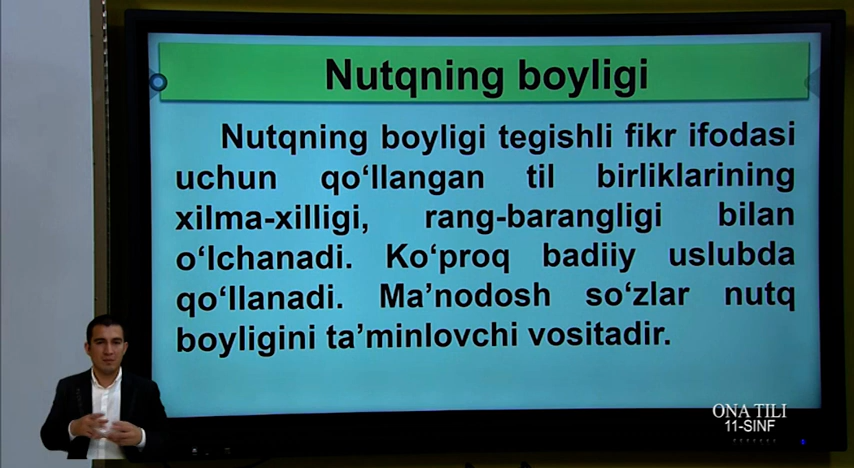 Nutqning boyligi
Nutqning boyligi tegishli fikr ifodasi
uchun qo‘llangan til birliklarining
xilma-xilligi, rang-barangligi bilan
o‘lchanadi. Ko‘proq badiiy uslubda
qo‘llanadi. Ma’nodosh so‘zlar nutq
boyligini ta’minlovchi vositadir.
ONA TILI
11-SINF